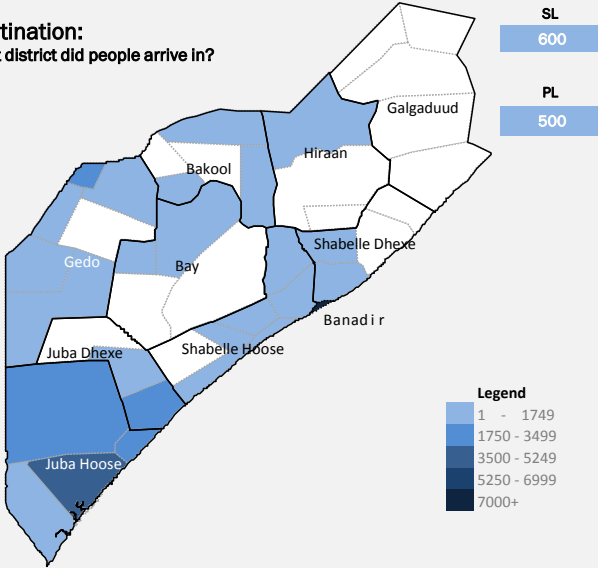 tination:
t district did people arrive in?
SL
600
PL
500
Galgaduud
Hiraan
Bakool
Shabelle Dhexe
Gedo
Bay
Banadir
Juba Dhexe
Shabelle Hoose
Juba Hoose
Legend
1 - 1749
1750 - 3499
3500 - 5249
5250 - 6999
7000+